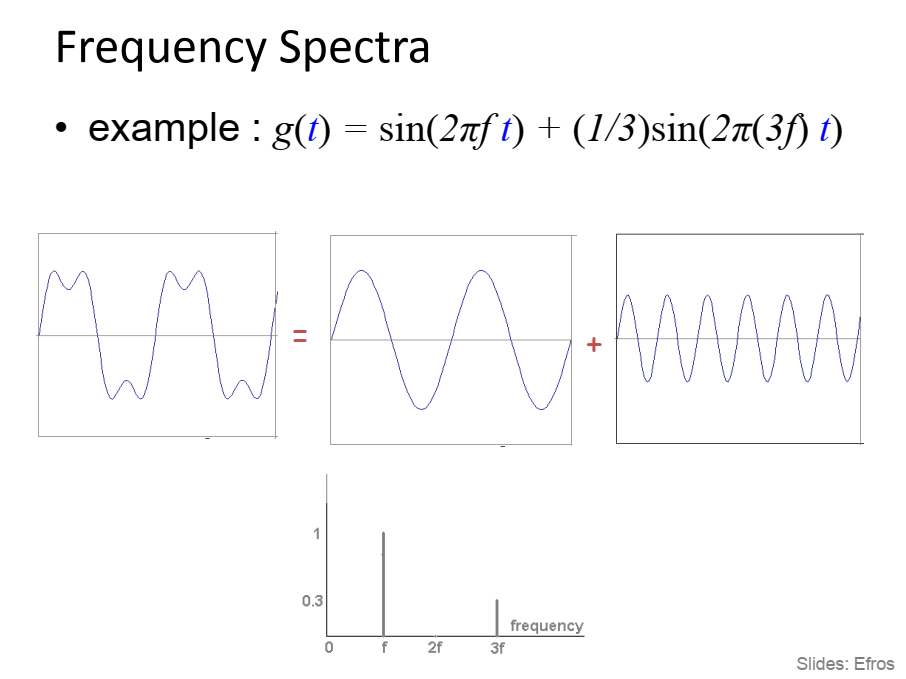 Frequency Spectra
• example : g(t) = sin(2πf t) + (1/3)sin(2π(3f) t)
= +
1
0.3
frequency
0 f 2f 3f
Slides: Efros